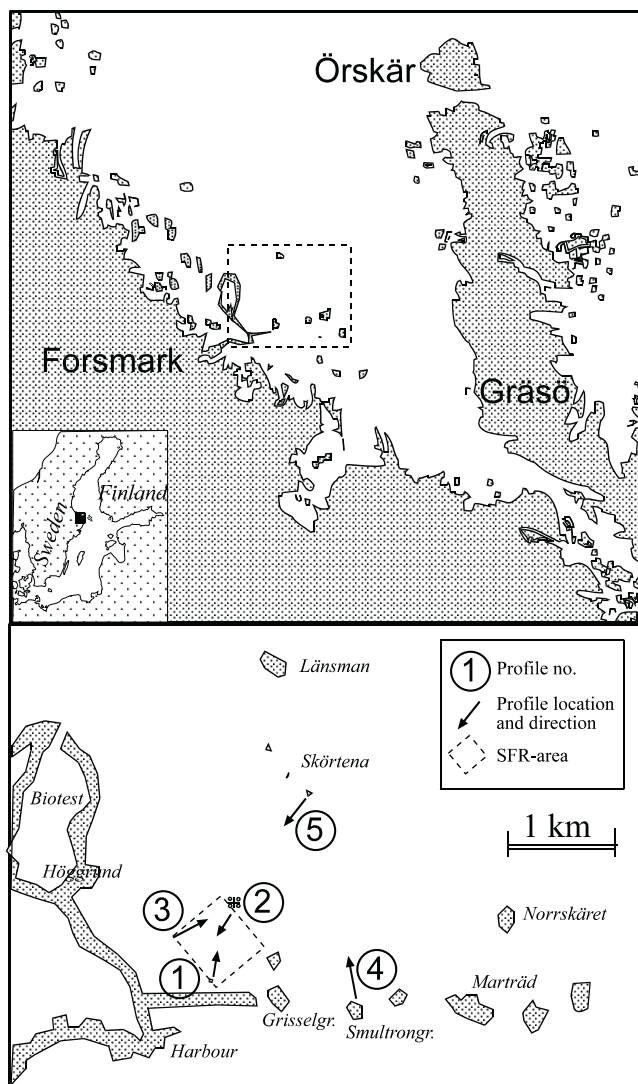 Örskär
Forsmark
Gräsö
Finland
Sweden
Länsman
1 Profile no.
Profile location
and direction
SFR-area
Skörtena
Biotest
5
1 km
Höggrund
3
2
Norrskäret
1
4
Marträd
Grisselgr.
Smultrongr.
Harbour